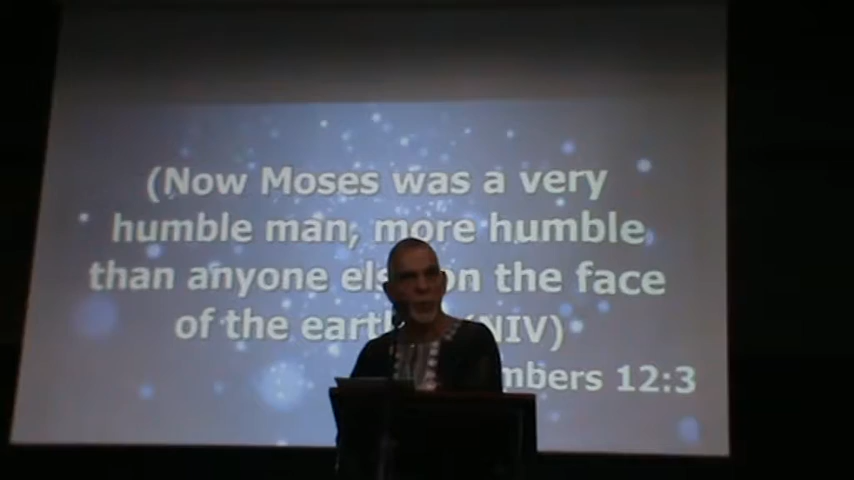 (Now Moses was a very
humble man, more humble
than anyone on the face
of the (NIV)
12:3